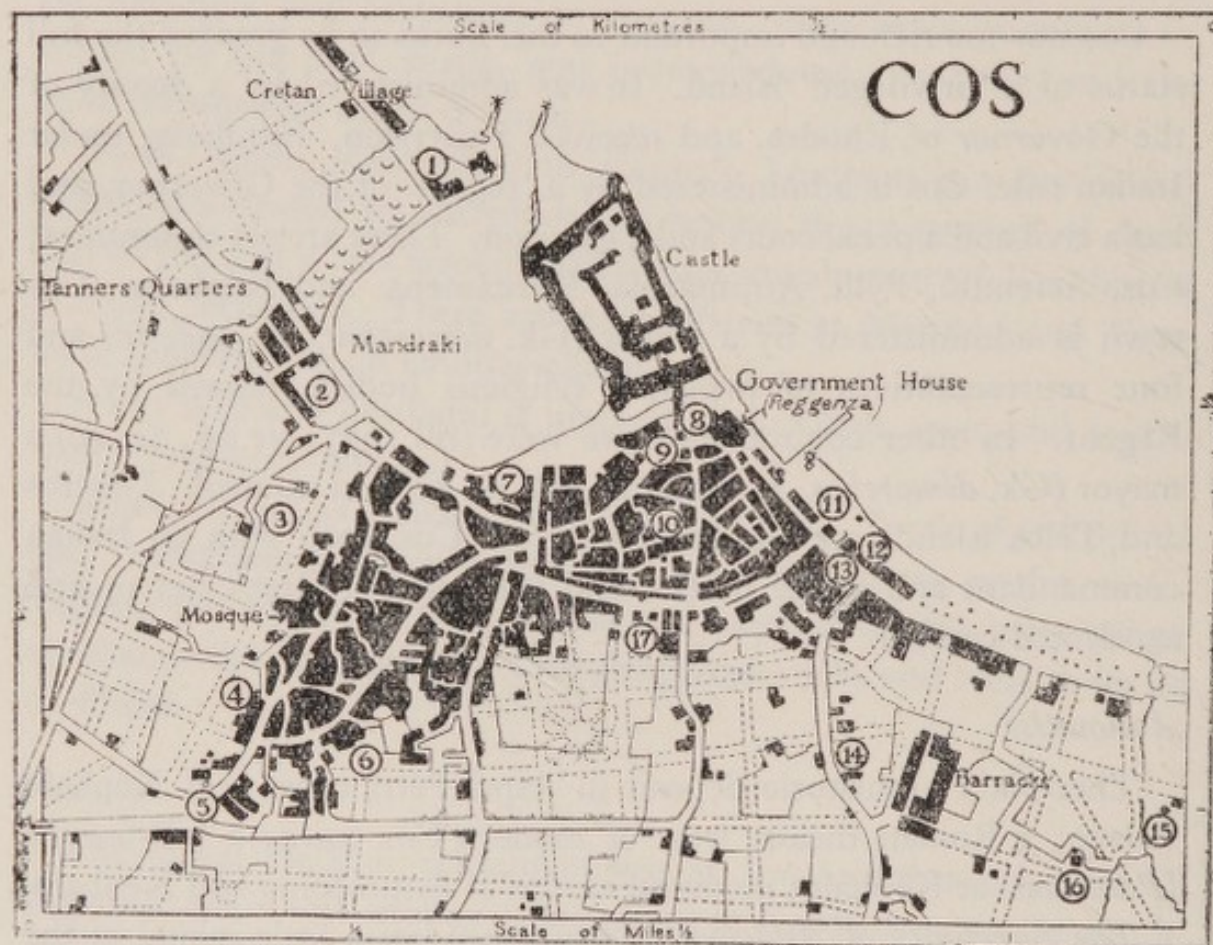 Scale of Kilometres ½
COS
Cretan Village
①
Castle
Tanners Quarters
Mandraki
Government House
(Reggenza)
②
⑧
⑨
⑦
③
⑩
⑪
⑫
⑬
Mosque
⑰
④
⑥
⑭
Barracks
⑤
⑮
⑯
¼ Scale of Miles ½